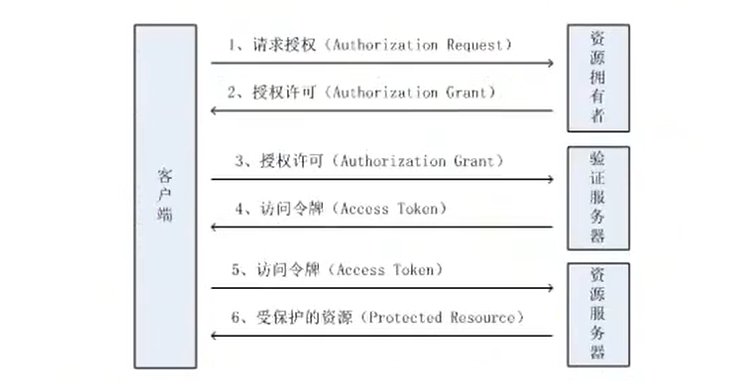 客户端
1、请求授权（Authorization Request）
2、授权许可（Authorization Grant）
资源拥有者
3、授权许可（Authorization Grant）
4、访问令牌（Access Token）
验证服务器
5、访问令牌（Access Token）
6、受保护的资源（Protected Resource）
资源服务器